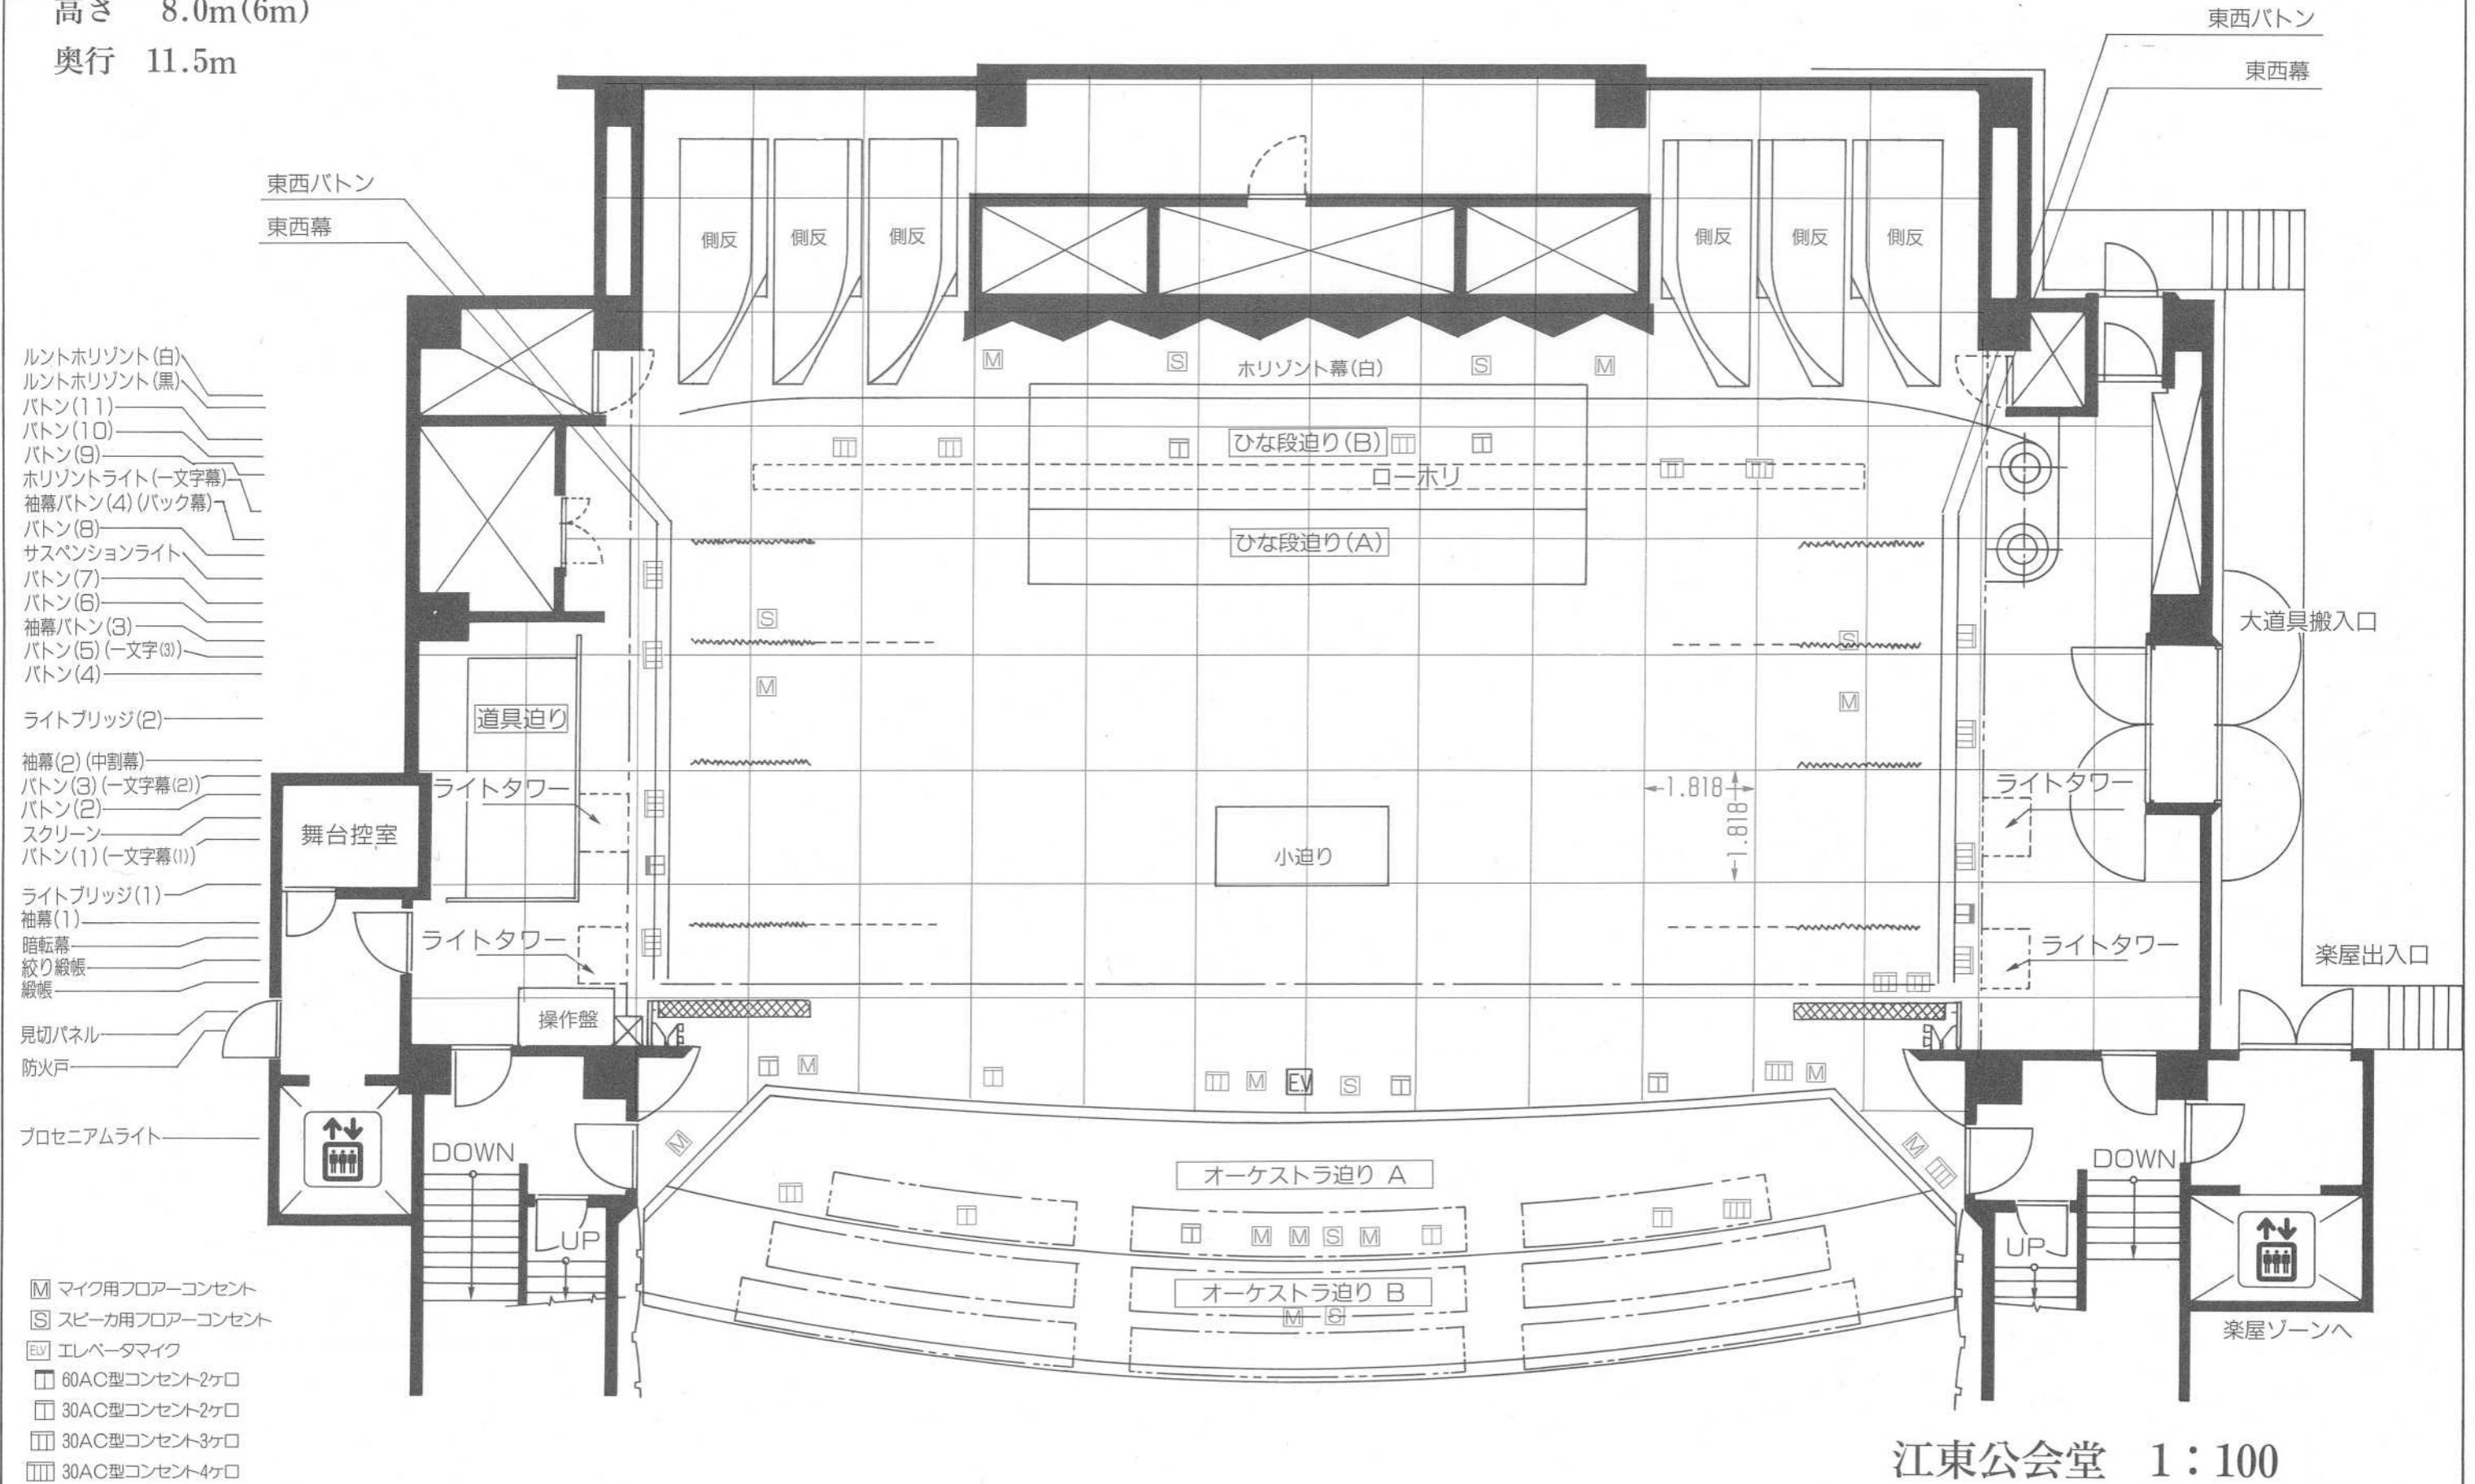 高さ 8.0m(6m)
奥行 11.5m
東西バトン
東西幕
東西バトン
東西幕
側反
側反
側反
側反
側反
側反
ルントホリゾント(白)
ルントホリゾント(黒)
バトン(11)
バトン(10)
バトン(9)
ホリゾントライト(一文字幕)
袖幕バトン(4)(バック幕)
バトン(8)
サスペンションライト
バトン(7)
バトン(6)
袖幕バトン(3)
バトン(5)(一文字(3))
バトン(4)
ライトブリッジ(2)
袖幕(2)(中割幕)
バトン(3)(一文字幕(2))
バトン(2)
スクリーン
バトン(1)(一文字幕(1))
ライトブリッジ(1)
袖幕(1)
暗転幕
絞り緞帳
緞帳
見切パネル
防火戸
プロセニアムライト
M
S
ホリゾント幕(白)
S
M
ひな段迫り(B)
ローホリ
ひな段迫り(A)
S
S
M
M
大道具搬入口
道具迫り
ライトタワー
ライトタワー
1.818
1.818
舞台控室
小迫り
ライトタワー
ライトタワー
楽屋出入口
操作盤
M
M
EV
S
M
M
M
DOWN
DOWN
オーケストラ迫り A
M
M
S
M
UP
UP
オーケストラ迫り B
M
S
楽屋ゾーンへ
M マイク用フロアーコンセント
S スピーカ用フロアーコンセント
ELV エレベータマイク
60AC型コンセント2ケ口
30AC型コンセント2ケ口
30AC型コンセント3ケ口
30AC型コンセント4ケ口
江東公会堂 1:100